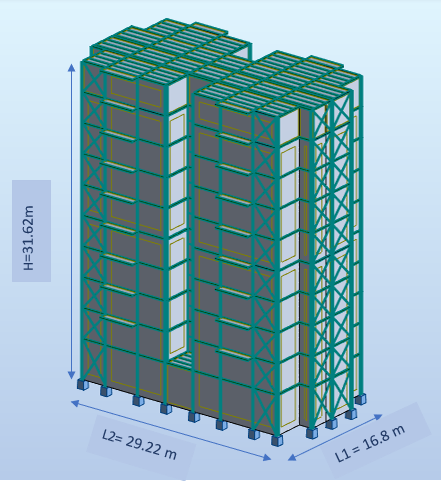 H=31.62m
L2= 29.22 m
L1 = 16.8 m